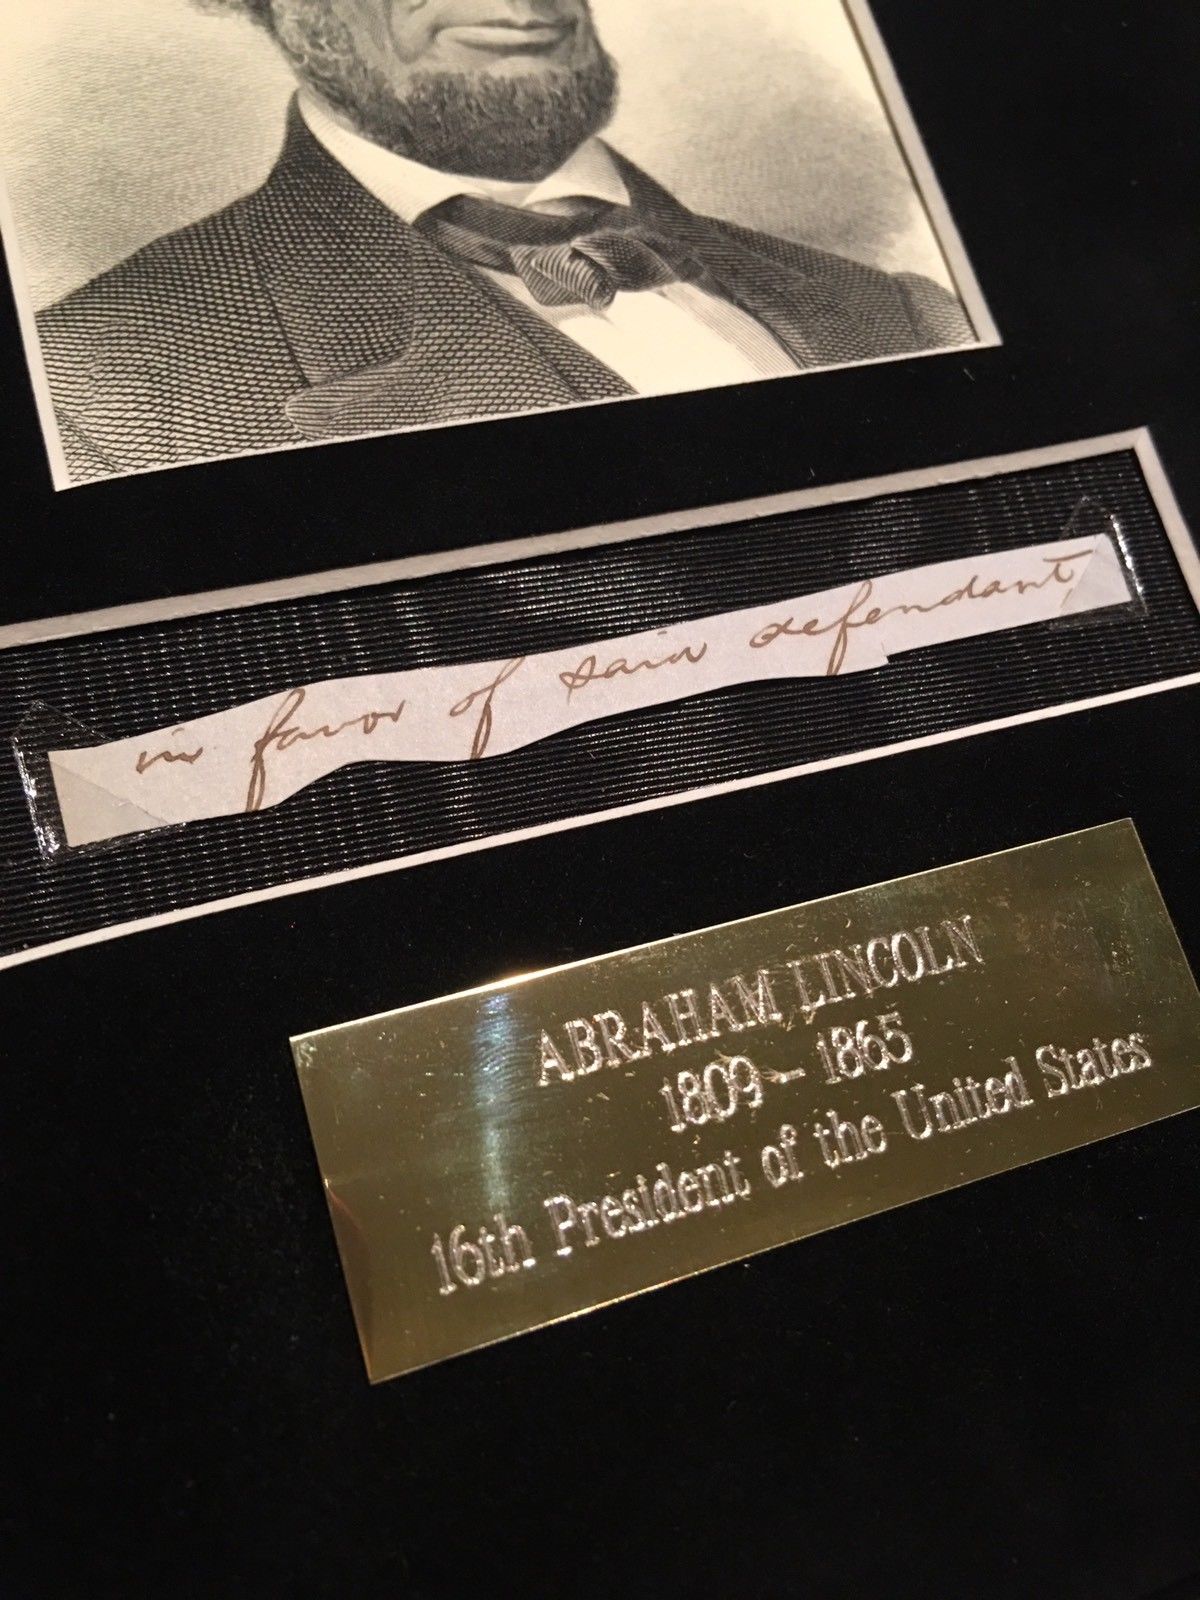 in favor of said defendant,
ABRAHAM LINCOLN
1809 - 1865
16th President of the United States